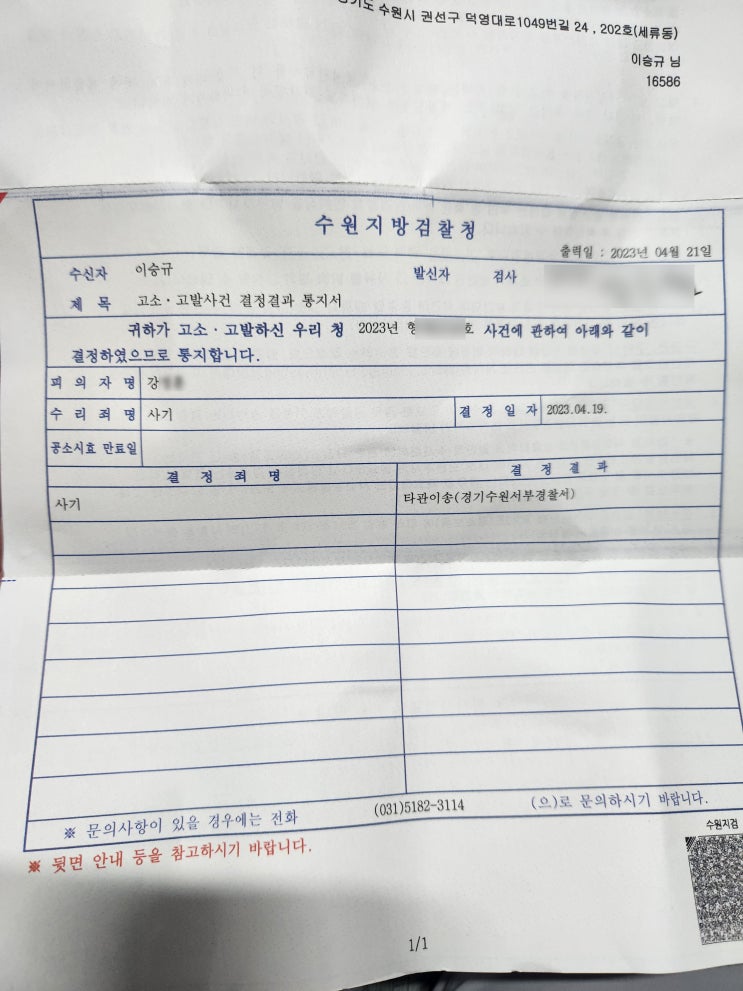 수원시 권선구 덕영대로1049번길 24 , 202호(세류동)
이승규 님
16586
수원지방검찰청
출력일 : 2023년 04월 21일
수신자 이승규 발신자 검사
제 목 고소·고발사건 결정결과 통지서
귀하가 고소·고발하신 우리 청 2023년 형 호 사건에 관하여 아래와 같이
결정하였으므로 통지합니다.
피 의 자 명 강
수 리 죄 명 사기 결 정 일 자 2023.04.19.
공소시효 만료일
결 정 죄 명 결 정 결 과
사기 타관이송(경기수원서부경찰서)
※ 문의사항이 있을 경우에는 전화 (031)5182-3114 (으)로 문의하시기 바랍니다.
※ 뒷면 안내 등을 참고하시기 바랍니다.
수원지검
1/1